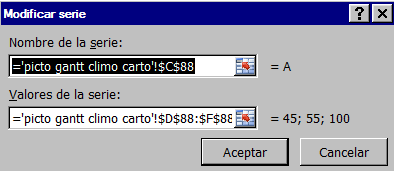 Modificar serie
Nombre de la serie:
='picto gantt climo carto'!$C$88 = A
Valores de la serie:
='picto gantt climo carto'!$D$88:$F$88 = 45; 55; 100
Aceptar Cancelar